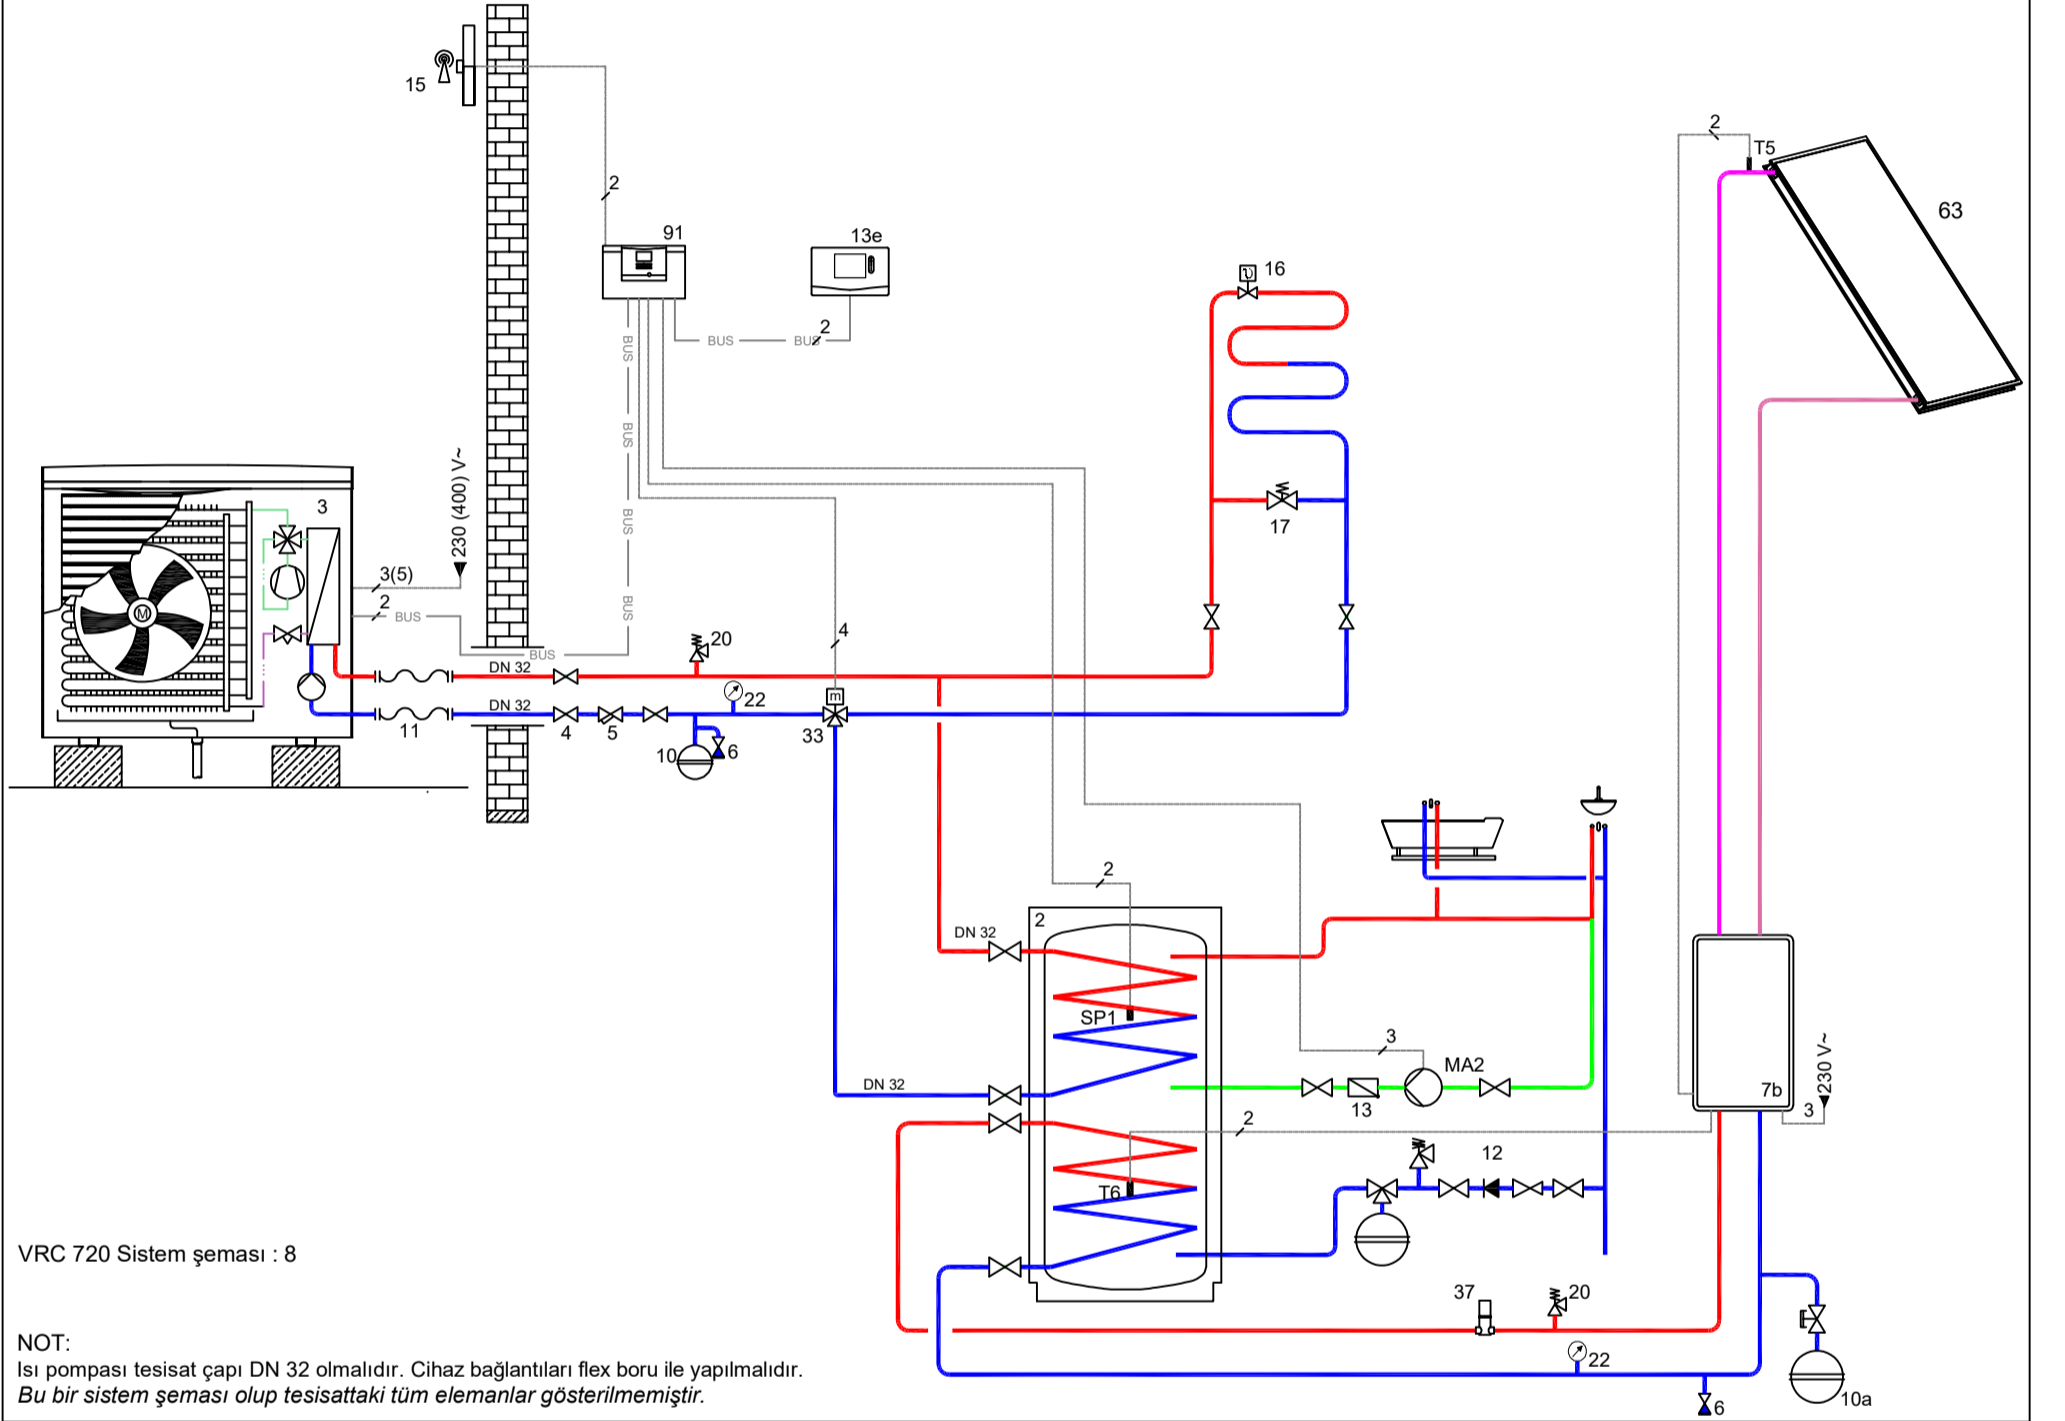 15
2
91
13e
BUS
BUS
2
BUS
BUS
BUS
BUS
16
17
2
T5
63
3
230 (400) V~
3(5)
2
BUS
BUS
DN 32
20
4
DN 32
22
11
4
5
10
6
33
2
2
DN 32
SP1
3
MA2
DN 32
13
7b
230 V~
3
2
12
T6
VRC 720 Sistem şeması : 8
37
20
NOT:
22
Isı pompası tesisat çapı DN 32 olmalıdır. Cihaz bağlantıları flex boru ile yapılmalıdır.
Bu bir sistem şeması olup tesisattaki tüm elemanlar gösterilmemiştir.
6
10a
M
m